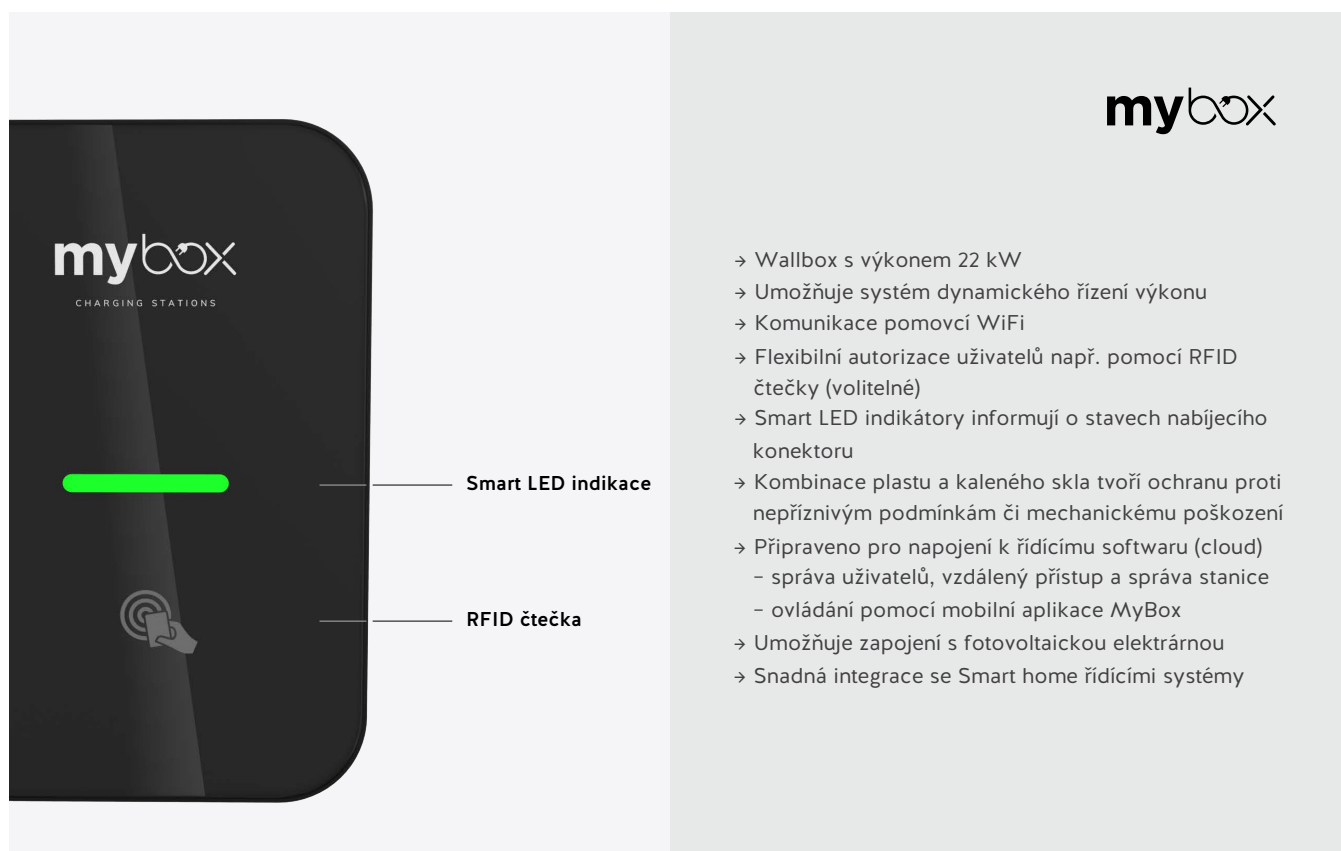 mybox
CHARGING STATIONS
Smart LED indikace
RFID čtečka
mybox
→ Wallbox s výkonem 22 kW
→ Umožňuje systém dynamického řízení výkonu
→ Komunikace pomovcí WiFi
→ Flexibilní autorizace uživatelů např. pomocí RFID
čtečky (volitelné)
→ Smart LED indikátory informují o stavech nabíjecího
konektoru
→ Kombinace plastu a kaleného skla tvoří ochranu proti
nepříznivým podmínkám či mechanickému poškození
→ Připraveno pro napojení k řídícímu softwaru (cloud)
– správa uživatelů, vzdálený přístup a správa stanice
– ovládání pomocí mobilní aplikace MyBox
→ Umožňuje zapojení s fotovoltaickou elektrárnou
→ Snadná integrace se Smart home řídícími systémy